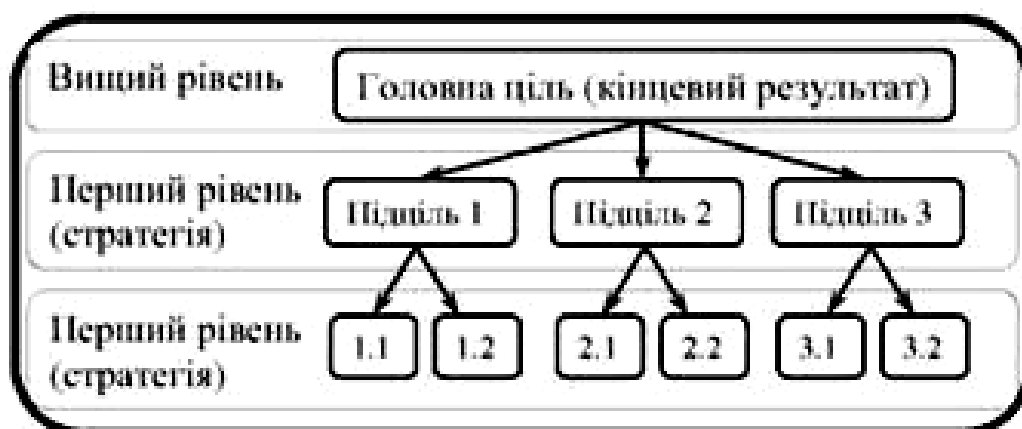 Вищий рівень
Головна ціль (кінцевий результат)
Перший рівень
(стратегія)
Підціль 1
Підціль 2
Підціль 3
Перший рівень
(стратегія)
1.1
1.2
2.1
2.2
3.1
3.2